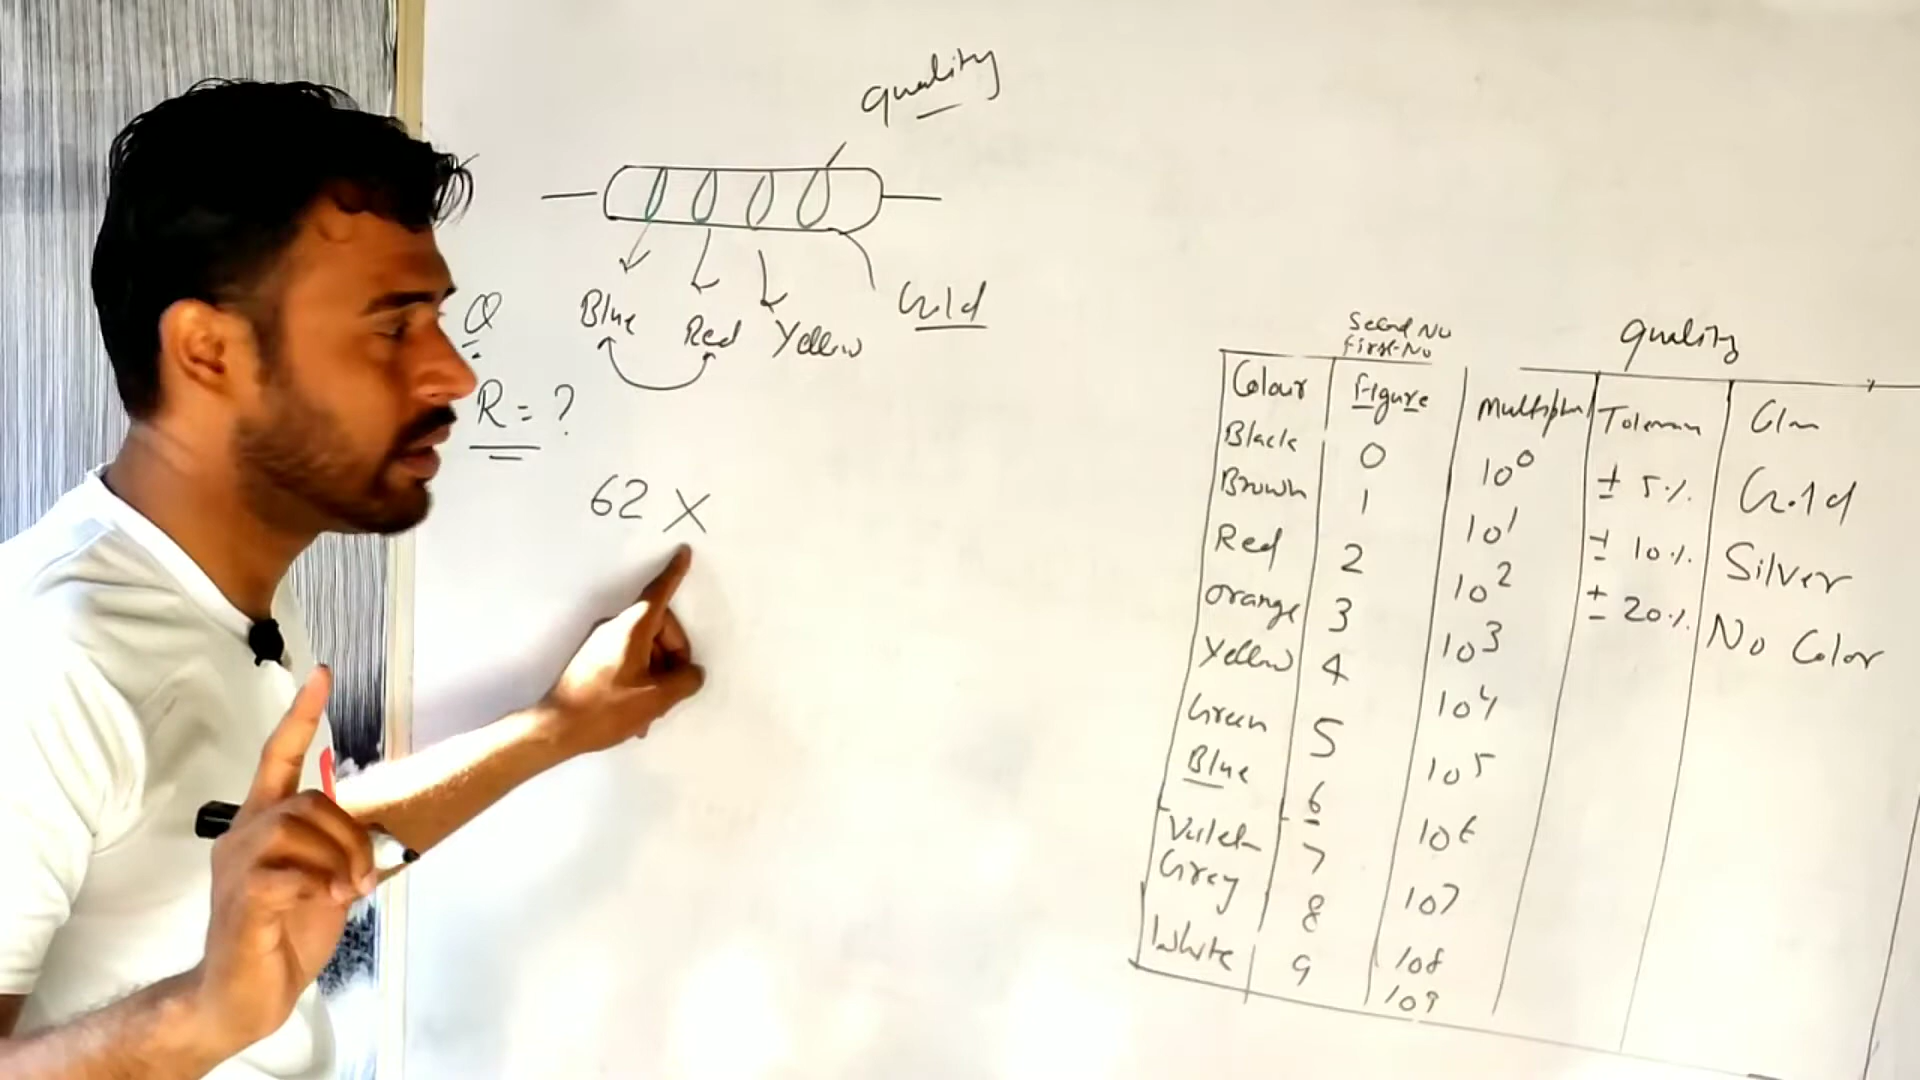 quality
Blue Red Yellow Gold
Q
R = ?
62 X
Second No
First No
quality
Colour Figure Tolerance
Black 0 10⁰ ± 5% Gold
Brown 1 10¹ ± 10% Silver
Red 2 10² ± 20% No Color
Orange 3 10³
Yellow 4 10⁴
Green 5 10⁵
Blue 6 10⁶
Violet 7 10⁷
Grey 8 10⁸
White 9 10⁹